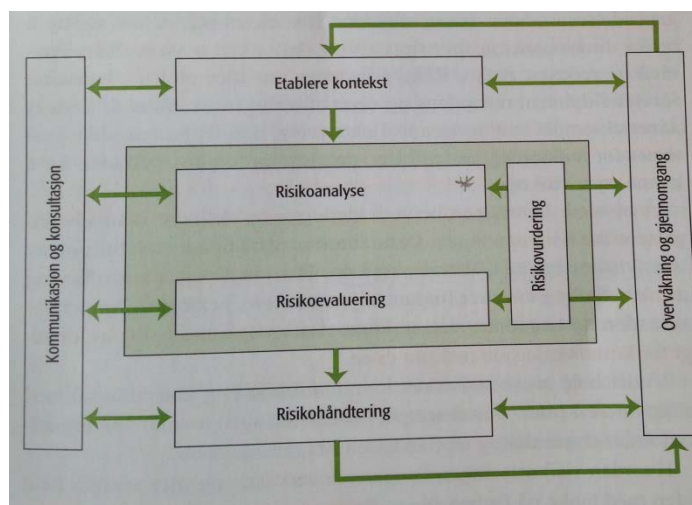 Etablere kontekst
Kommunikasjon og konsultasjon
Risikoanalyse
Risikovurdering
Overvåkning og gjennomgang
Risikoevaluering
Risikohåndtering